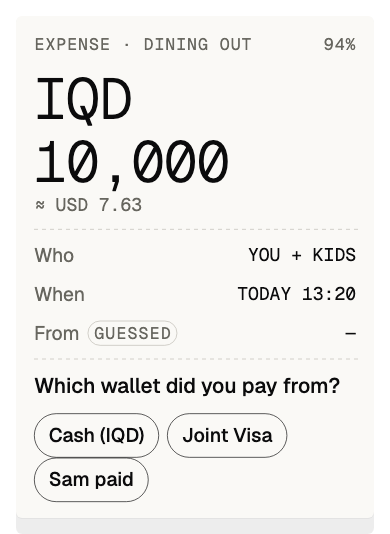 EXPENSE · DINING OUT 94%
IQD
10,000
≈ USD 7.63
Who YOU + KIDS
When TODAY 13:20
From GUESSED —
Which wallet did you pay from?
Cash (IQD) Joint Visa
Sam paid